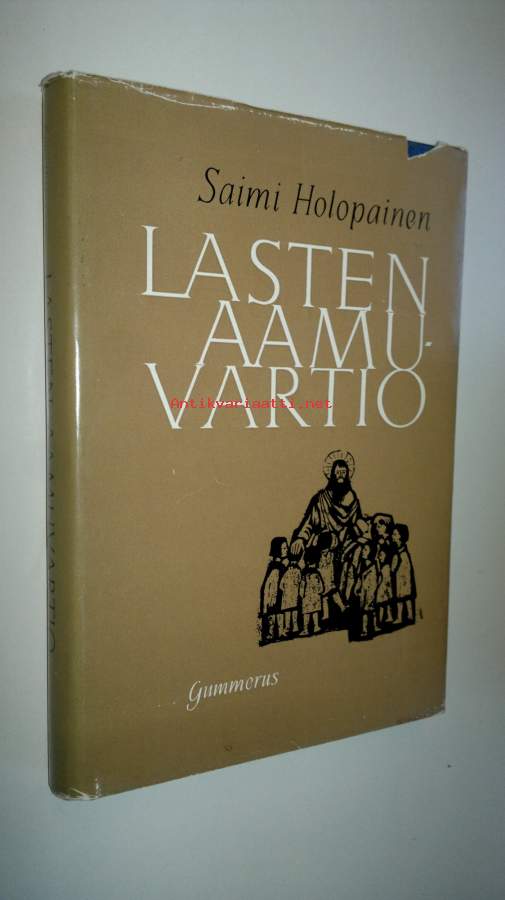 Saimi Holopainen
LASTEN
AAMU-
VARTIO
Antikvariaatti.net
Gummerus
LASTEN AAMUVARTIO